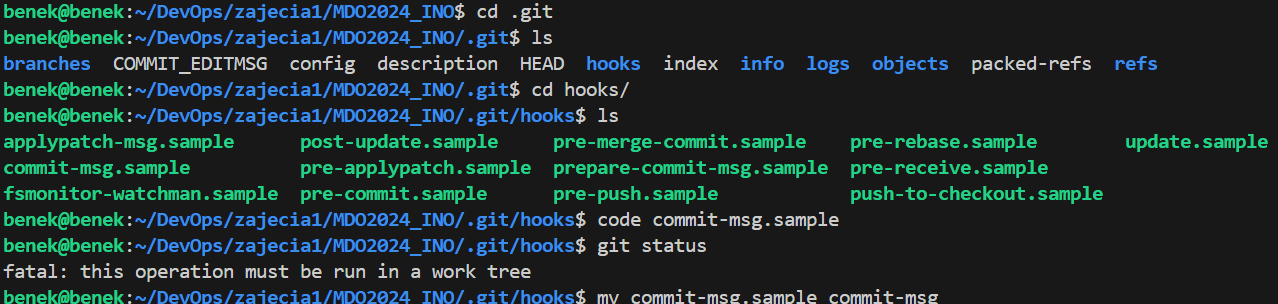 benek@benek:~/DevOps/zajecia1/MDO2024_INO$ cd .git
benek@benek:~/DevOps/zajecia1/MDO2024_INO/.git$ ls
branches  COMMIT_EDITMSG  config  description  HEAD  hooks  index  info  logs  objects  packed-refs  refs
benek@benek:~/DevOps/zajecia1/MDO2024_INO/.git$ cd hooks/
benek@benek:~/DevOps/zajecia1/MDO2024_INO/.git/hooks$ ls
applypatch-msg.sample      post-update.sample     pre-merge-commit.sample    pre-rebase.sample        update.sample
commit-msg.sample          pre-applypatch.sample  prepare-commit-msg.sample  pre-receive.sample
fsmonitor-watchman.sample  pre-commit.sample      pre-push.sample            push-to-checkout.sample
benek@benek:~/DevOps/zajecia1/MDO2024_INO/.git/hooks$ code commit-msg.sample
benek@benek:~/DevOps/zajecia1/MDO2024_INO/.git/hooks$ git status
fatal: this operation must be run in a work tree
benek@benek:~/DevOps/zajecia1/MDO2024_INO/.git/hooks$ mv commit-msg.sample commit-msg